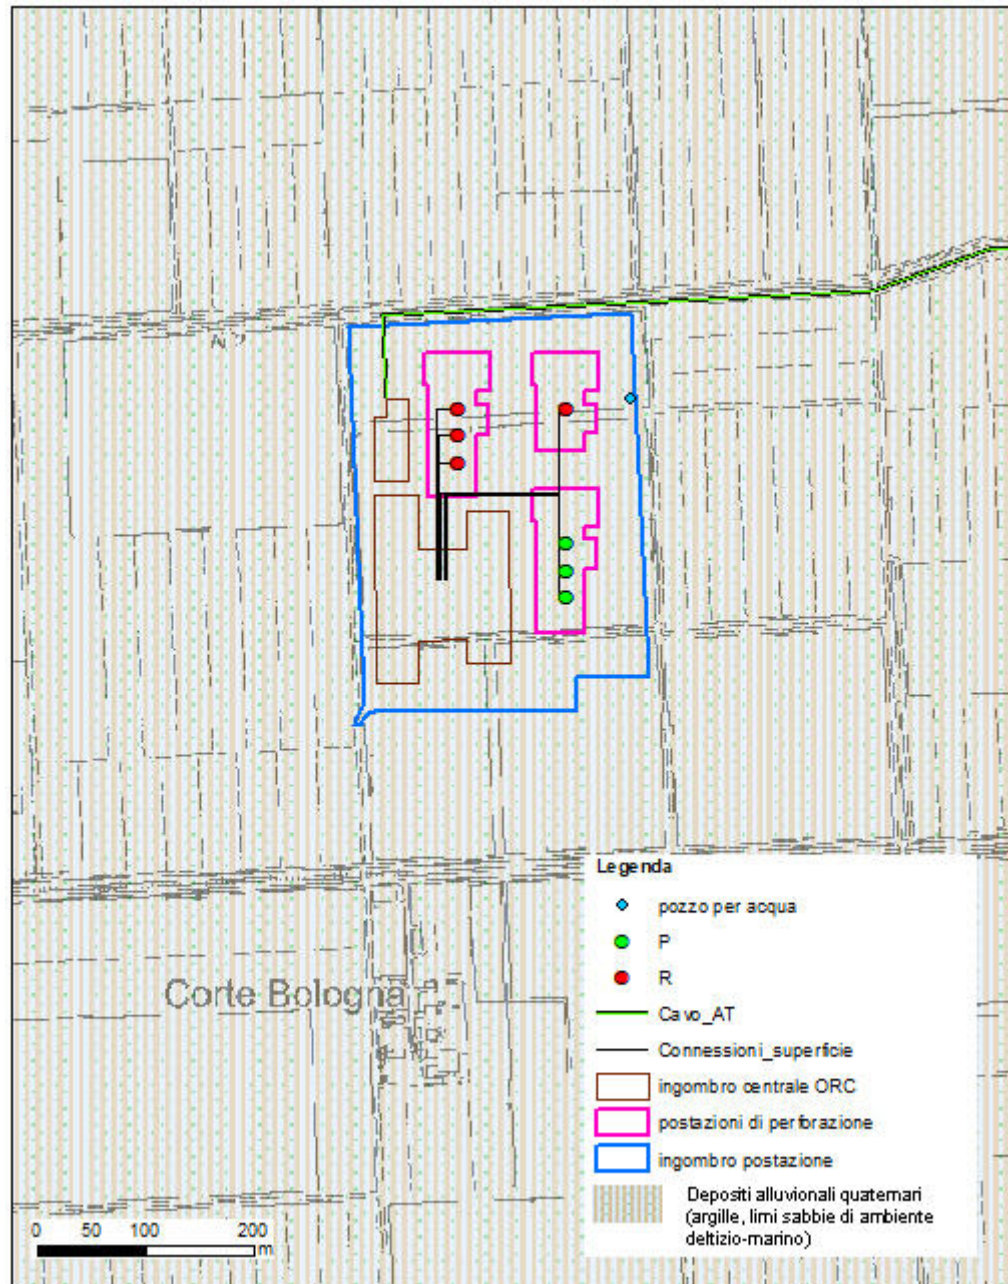 Corte Bologna
Legenda
pozzo per acqua
P
R
Cavo_AT
Connessioni_superficie
ingombro centrale ORC
postazioni di perforazione
ingombro postazione
Depositi alluvionali quaternari
(argille, limi sabbie di ambiente
deltizio-marino)
0 50 100 200
m